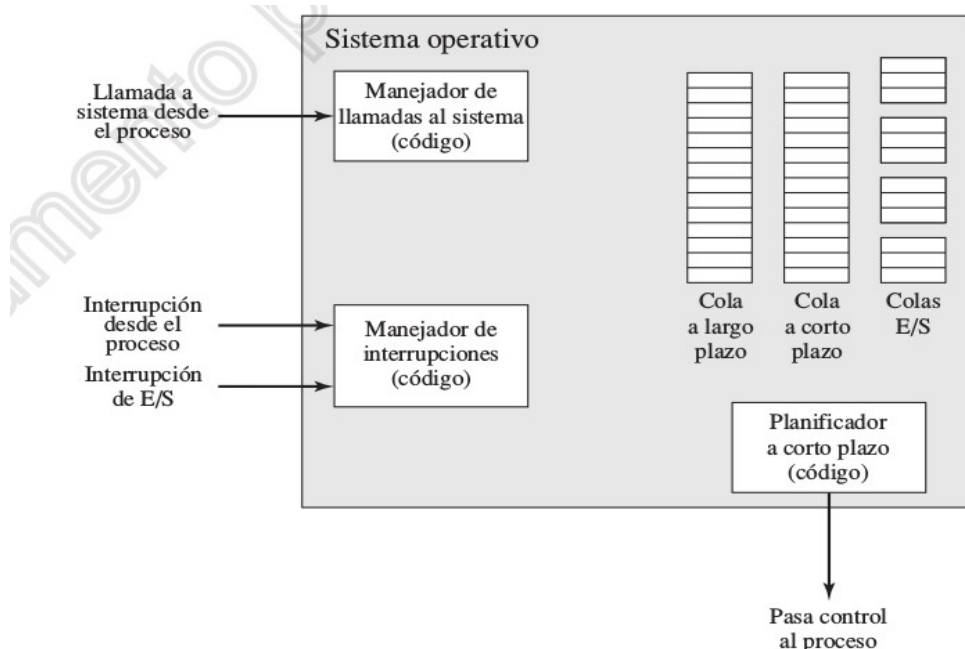 Sistema operativo
Llamada a
sistema desde
el proceso
Manejador de
llamadas al sistema
(código)
Interrupción
desde el
proceso
Interrupción
de E/S
Manejador de
interrupciones
(código)
Cola
a largo
plazo
Cola
a corto
plazo
Colas
E/S
Planificador
a corto plazo
(código)
Pasa control
al proceso